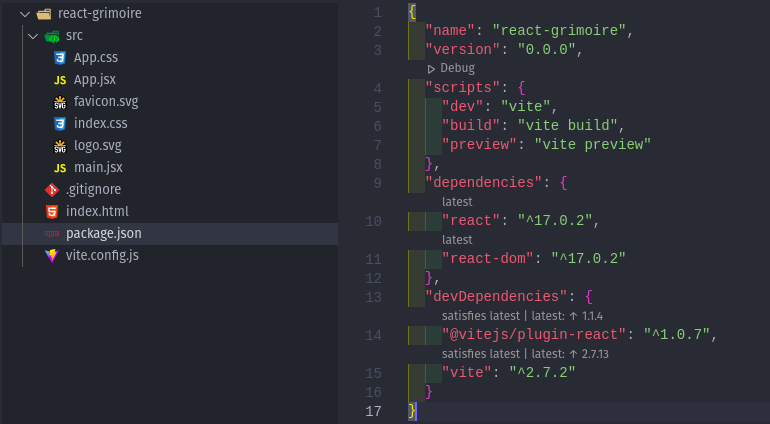 react-grimoire
src
App.css
JS App.jsx
SVG favicon.svg
index.css
SVG logo.svg
JS main.jsx
.gitignore
index.html
package.json
vite.config.js
1 {
2 "name": "react-grimoire",
3 "version": "0.0.0",
Debug
4 "scripts": {
5 "dev": "vite",
6 "build": "vite build",
7 "preview": "vite preview"
8 },
9 "dependencies": {
latest
10 "react": "^17.0.2",
latest
11 "react-dom": "^17.0.2"
12 },
13 "devDependencies": {
satisfies latest | latest: ↑ 1.1.4
14 "@vitejs/plugin-react": "^1.0.7",
satisfies latest | latest: ↑ 2.7.13
15 "vite": "^2.7.2"
16 }
17 }